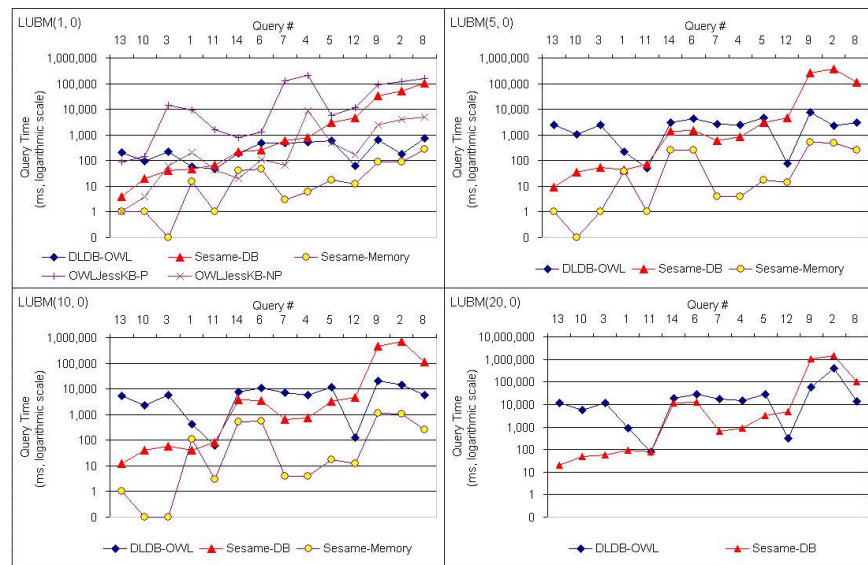 LUBM(1, 0)
Query #
13 10 3 1 11 14 6 7 4 5 12 9 2 8
Query Time
(ms, logarithmic scale)
1,000,000
100,000
10,000
1,000
100
10
1
0
DLDB-OWL Sesame-DB Sesame-Memory
OWLJessKB-P OWLJessKB-NP
LUBM(5, 0)
Query #
13 10 3 1 11 14 6 7 4 5 12 9 2 8
Query Time
(ms, logarithmic scale)
1,000,000
100,000
10,000
1,000
100
10
1
0
DLDB-OWL Sesame-DB Sesame-Memory
LUBM(10, 0)
Query #
13 10 3 1 11 14 6 7 4 5 12 9 2 8
Query Time
(ms, logarithmic scale)
1,000,000
100,000
10,000
1,000
100
10
1
0
DLDB-OWL Sesame-DB Sesame-Memory
LUBM(20, 0)
Query #
13 10 3 1 11 14 6 7 4 5 12 9 2 8
Query Time
(ms, logarithmic scale)
10,000,000
1,000,000
100,000
10,000
1,000
100
10
1
0
DLDB-OWL Sesame-DB